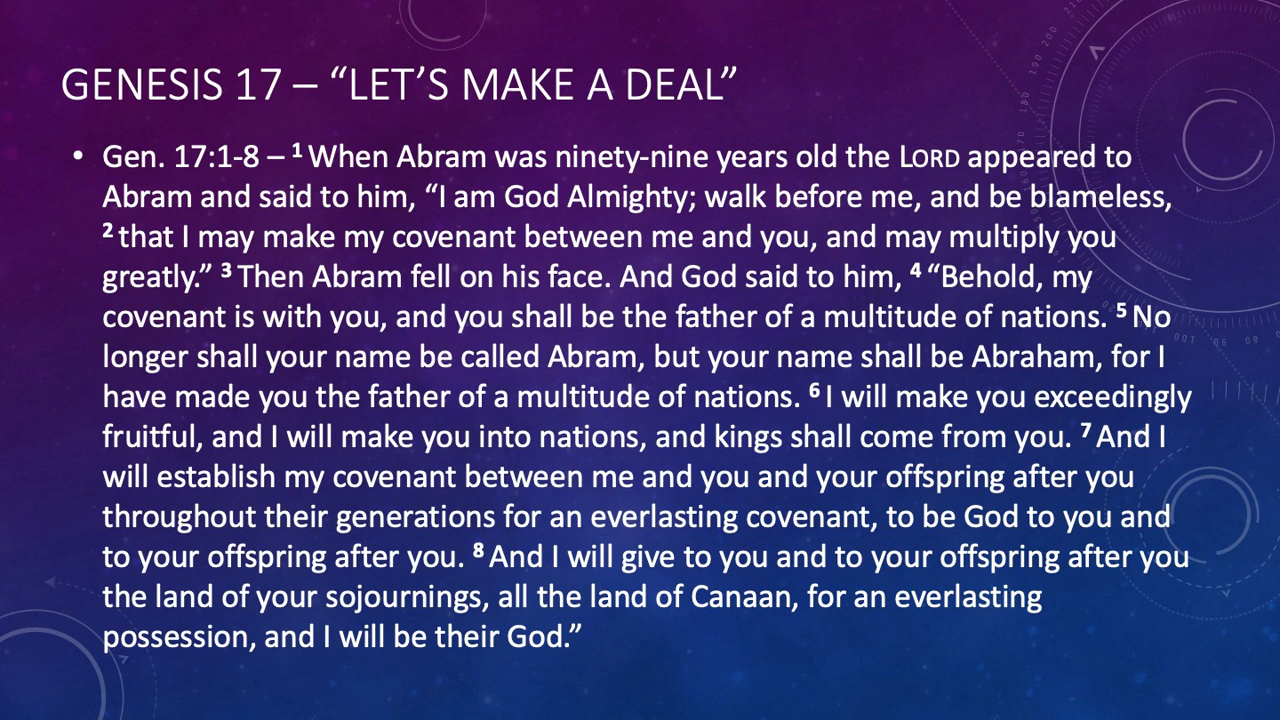 GENESIS 17 – “LET’S MAKE A DEAL”
• Gen. 17:1-8 – ¹ When Abram was ninety-nine years old the LORD appeared to
Abram and said to him, “I am God Almighty; walk before me, and be blameless,
² that I may make my covenant between me and you, and may multiply you
greatly.” ³ Then Abram fell on his face. And God said to him, ⁴ “Behold, my
covenant is with you, and you shall be the father of a multitude of nations. ⁵ No
longer shall your name be called Abram, but your name shall be Abraham, for I
have made you the father of a multitude of nations. ⁶ I will make you exceedingly
fruitful, and I will make you into nations, and kings shall come from you. ⁷ And I
will establish my covenant between me and you and your offspring after you
throughout their generations for an everlasting covenant, to be God to you and
to your offspring after you. ⁸ And I will give to you and to your offspring after you
the land of your sojournings, all the land of Canaan, for an everlasting
possession, and I will be their God.”